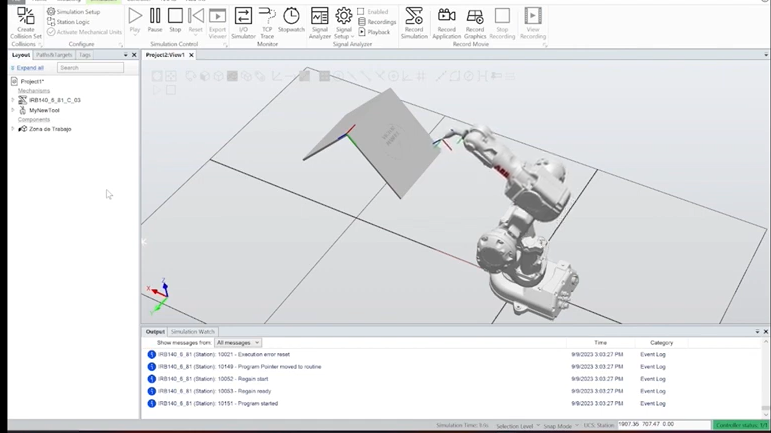 Create Collision Set
Simulation Setup
Station Logic
Activate Mechanical Units
Play
Pause
Stop
Reset
Export Viewer
I/O Simulator
TCP Trace
Stopwatch
Signal Analyzer
Signal Setup
Enabled
Recordings
Playback
Record Simulation
Record Application
Record Graphics
Stop Recording
View Recording
Collisions
Configure
Simulation Control
Monitor
Signal Analyzer
Record Movie
Layout
Paths&Targets
Tags
Project2:View1
Expand all
Search
Project1*
Mechanisms
IRB140_6_81_C_03
MyNewTool
Components
Zona de Trabajo
Output
Simulation Watch
Show messages from:
All messages
Time
Category
IRB140_6_81 (Station): 10021 - Execution error reset
9/9/2023 3:03:27 PM
Event Log
IRB140_6_81 (Station): 10149 - Program Pointer moved to routine
9/9/2023 3:03:27 PM
Event Log
IRB140_6_81 (Station): 10052 - Regain start
9/9/2023 3:03:27 PM
Event Log
IRB140_6_81 (Station): 10053 - Regain ready
9/9/2023 3:03:27 PM
Event Log
IRB140_6_81 (Station): 10151 - Program started
9/9/2023 3:03:27 PM
Event Log
Simulation Time: 3.0s
Selection Level
Snap Mode
UCS: Station
1907.36 707.47 0.00
Controller status: 1/1